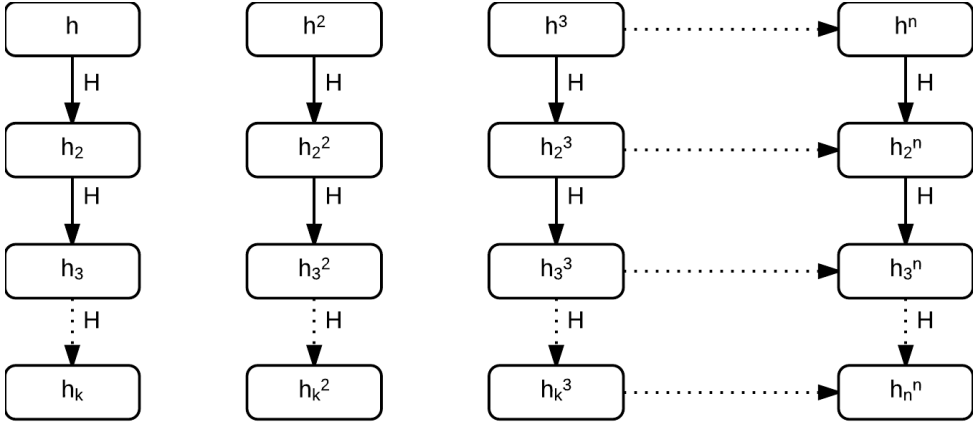 h h² h³ hⁿ
H H H H
h₂ h₂² h₂³ h₂ⁿ
H H H H
h₃ h₃² h₃³ h₃ⁿ
H H H H
hₖ hₖ² hₖ³ hₙⁿ